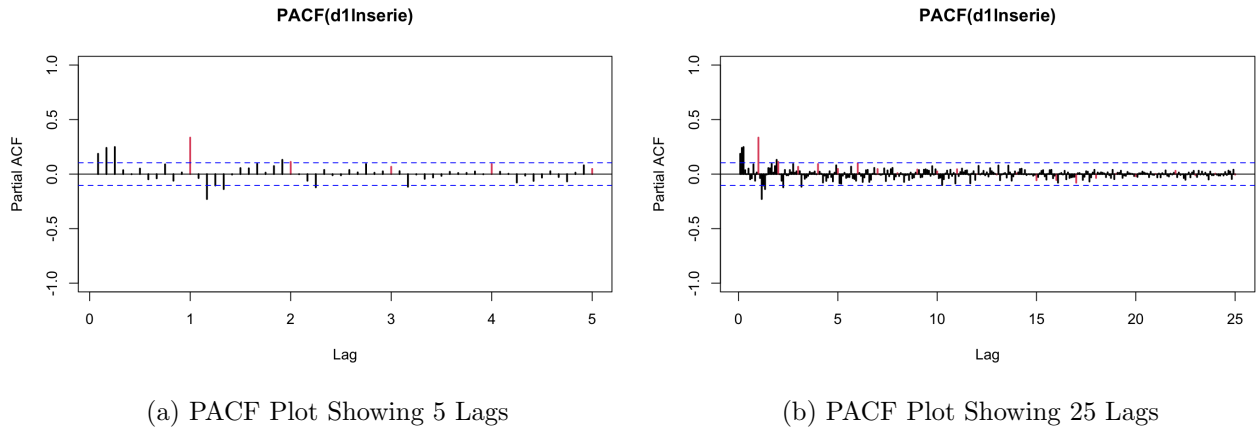 PACF(d1lnserie)
1.0
0.5
0.0
-0.5
-1.0
Partial ACF
0 1 2 3 4 5
Lag
(a) PACF Plot Showing 5 Lags
PACF(d1lnserie)
1.0
0.5
0.0
-0.5
-1.0
Partial ACF
0 5 10 15 20 25
Lag
(b) PACF Plot Showing 25 Lags